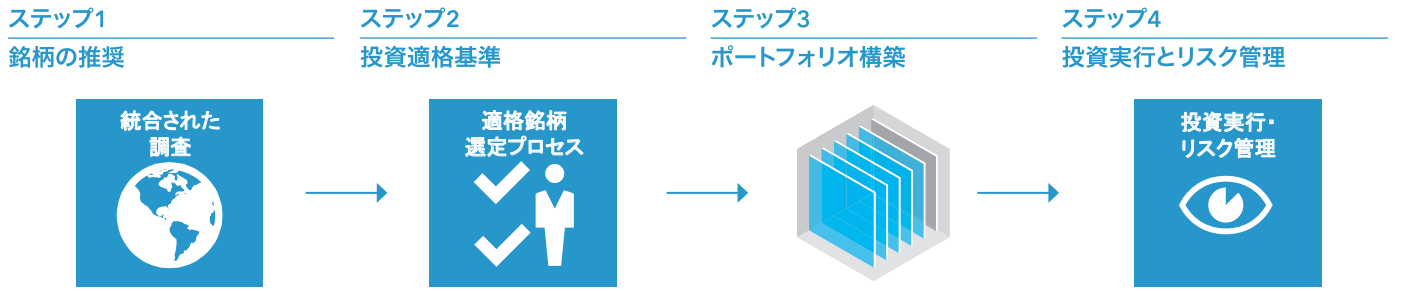 ステップ1
銘柄の推奨
統合された
調査
ステップ2
投資適格基準
適格銘柄
選定プロセス
ステップ3
ポートフォリオ構築
ステップ4
投資実行とリスク管理
投資実行・
リスク管理